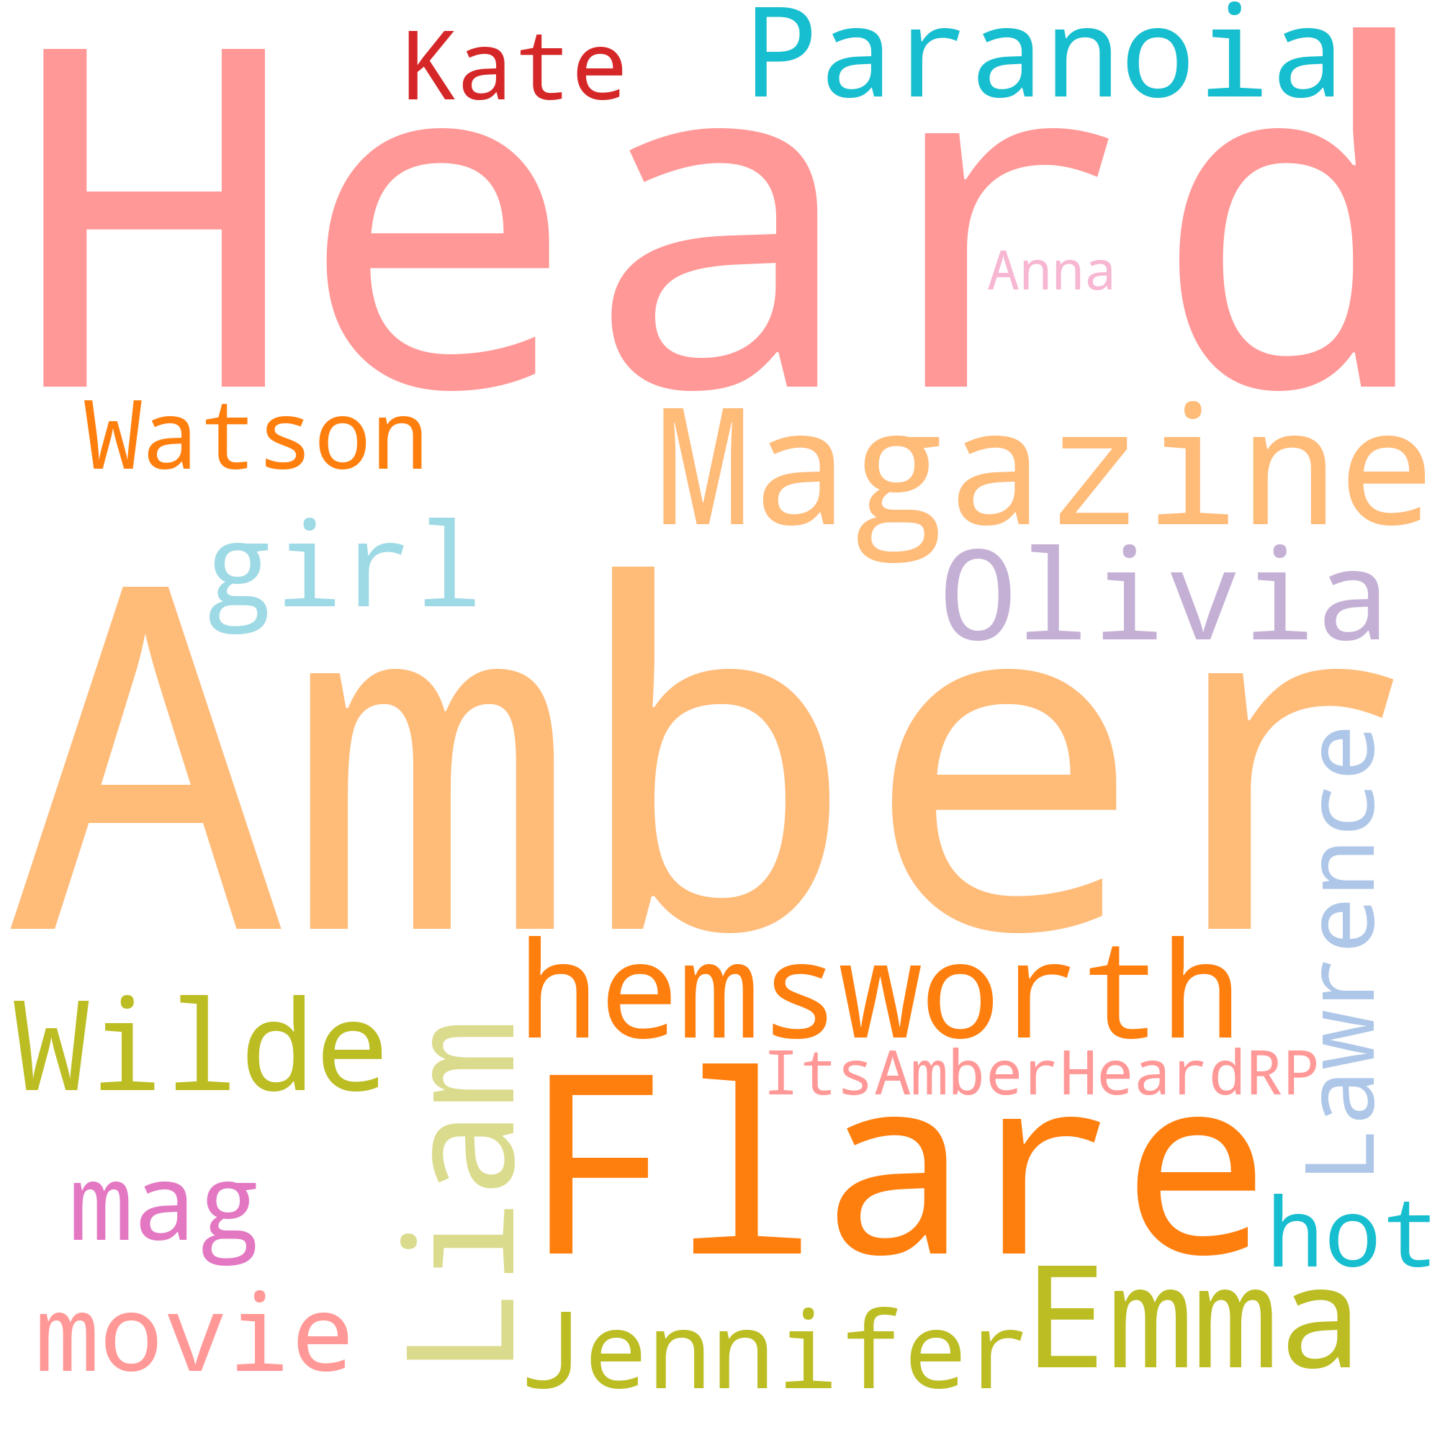 Kate
Paranoia
Heard
Anna
Watson
Magazine
girl
Olivia
Amber
Lawrence
hemsworth
Wilde
Liam
ItsAmberHeardRP
Flare
mag
hot
movie
Jennifer
Emma